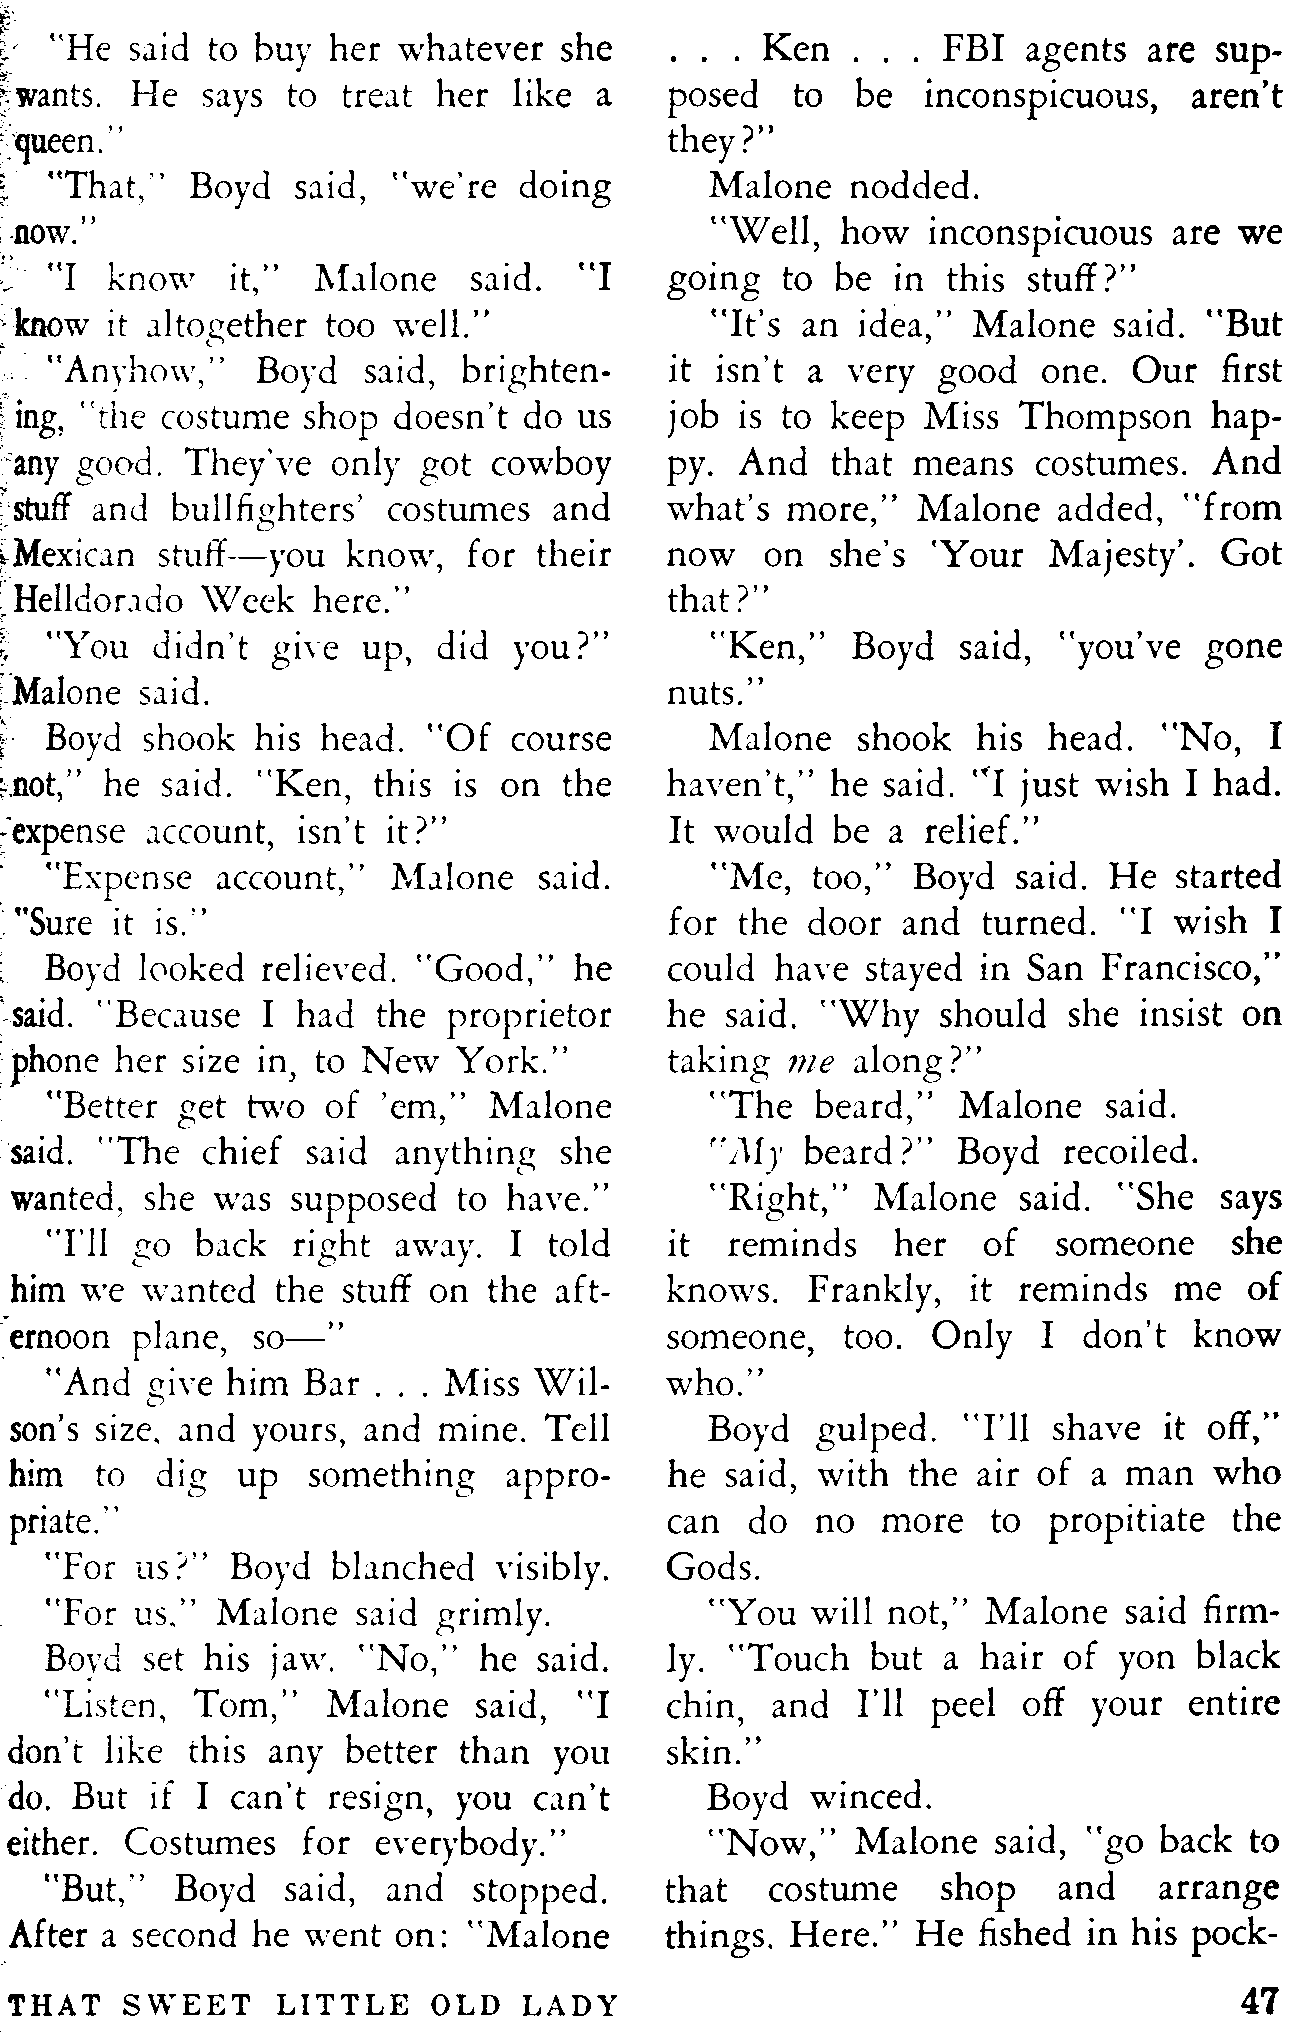 "He said to buy her whatever she
wants. He says to treat her like a
queen."
"That," Boyd said, "we're doing
now."
"I know it," Malone said. "I
know it altogether too well."
"Anyhow," Boyd said, brighten-
ing, "the costume shop doesn't do us
any good. They've only got cowboy
stuff and bullfighters' costumes and
Mexican stuff—you know, for their
Helldorado Week here."
"You didn't give up, did you?"
Malone said.
Boyd shook his head. "Of course
not," he said. "Ken, this is on the
expense account, isn't it?"
"Expense account," Malone said.
"Sure it is."
Boyd looked relieved. "Good," he
said. "Because I had the proprietor
phone her size in, to New York."
"Better get two of 'em," Malone
said. "The chief said anything she
wanted, she was supposed to have."
"I'll go back right away. I told
him we wanted the stuff on the aft-
ernoon plane, so—"
"And give him Bar . . . Miss Wil-
son's size, and yours, and mine. Tell
him to dig up something appro-
priate."
"For us?" Boyd blanched visibly.
"For us." Malone said grimly.
Boyd set his jaw. "No," he said.
"Listen, Tom," Malone said, "I
don't like this any better than you
do. But if I can't resign, you can't
either. Costumes for everybody."
"But," Boyd said, and stopped.
After a second he went on: "Malone
. . . Ken . . . FBI agents are sup-
posed to be inconspicuous, aren't
they?"
Malone nodded.
"Well, how inconspicuous are we
going to be in this stuff?"
"It's an idea," Malone said. "But
it isn't a very good one. Our first
job is to keep Miss Thompson hap-
py. And that means costumes. And
what's more," Malone added, "from
now on she's 'Your Majesty'. Got
that?"
"Ken," Boyd said, "you've gone
nuts."
Malone shook his head. "No, I
haven't," he said. "I just wish I had.
It would be a relief."
"Me, too," Boyd said. He started
for the door and turned. "I wish I
could have stayed in San Francisco,"
he said. "Why should she insist on
taking me along?"
"The beard," Malone said.
"My beard?" Boyd recoiled.
"Right," Malone said. "She says
it reminds her of someone she
knows. Frankly, it reminds me of
someone, too. Only I don't know
who."
Boyd gulped. "I'll shave it off,"
he said, with the air of a man who
can do no more to propitiate the
Gods.
"You will not," Malone said firm-
ly. "Touch but a hair of yon black
chin, and I'll peel off your entire
skin."
Boyd winced.
"Now," Malone said, "go back to
that costume shop and arrange
things. Here." He fished in his pock-
THAT SWEET LITTLE OLD LADY
47